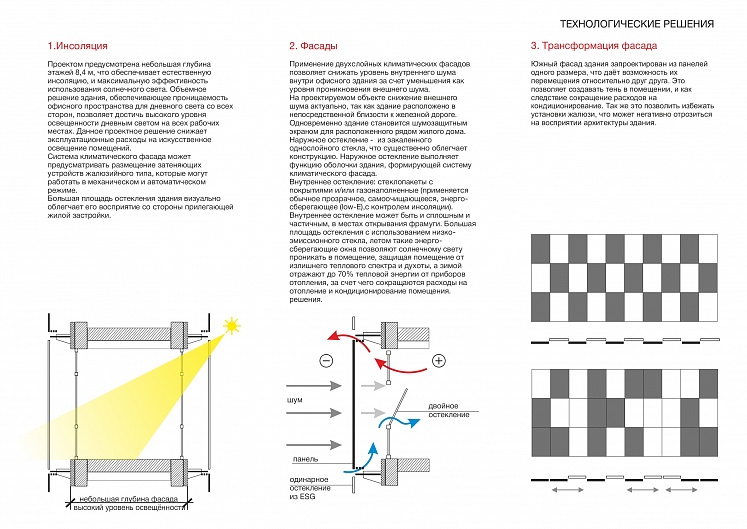 ТЕХНОЛОГИЧЕСКИЕ РЕШЕНИЯ
1.Инсоляция
Проектом предусмотрена небольшая глубина
этажей 8,4 м, что обеспечивает естественную
инсоляцию, и максимальную эффективность
использования солнечного света. Объемное
решение здания, обеспечивающее проницаемость
офисного пространства для дневного света со всех
сторон, позволяет достичь высокого уровня
освещенности дневным светом на всех рабочих
местах. Данное проектное решение снижает
эксплуатационные расходы на искусственное
освещение помещений.
Система климатического фасада может
предусматривать размещение затеняющих
устройств жалюзийного типа, которые могут
работать в механическом и автоматическом
режиме.
Большая площадь остекления здания визуально
облегчает его восприятие со стороны прилегающей
жилой застройки.
небольшая глубина фасада
высокий уровень освещённости
2. Фасады
Применение двухслойных климатических фасадов
позволяет снижать уровень внутреннего шума
внутри офисного здания за счет уменьшения как
уровня проникновения внешнего шума.
На проектируемом объекте снижение внешнего
шума актуально, так как здание расположено в
непосредственной близости к железной дороге.
Одновременно здание становится шумозащитным
экраном для расположенного рядом жилого дома.
Наружное остекление - из закаленного
однослойного стекла, что существенно облегчает
конструкцию. Наружное остекление выполняет
функцию оболочки здания, формирующей систему
климатического фасада.
Внутреннее остекление: стеклопакеты с
покрытиями и/или газонаполненные (применяется
обычное прозрачное, самоочищающееся, энерго-
сберегающее (low-E),с контролем инсоляции).
Внутреннее остекление может быть и сплошным и
частичным, в местах открывания фрамуги. Большая
площадь остекления с использованием низко-
эмиссионного стекла, летом такие энерго-
сберегающие окна позволяют солнечному свету
проникать в помещение, защищая помещение от
излишнего теплового спектра и духоты, а зимой
отражают до 70% тепловой энергии от приборов
отопления, за счет чего сокращаются расходы на
отопление и кондиционирование помещения.
решения.
−
+
шум
двойное
остекление
панель
одинарное
остекление
из ESG
3. Трансформация фасада
Южный фасад здания запроектирован из панелей
одного размера, что даёт возможность их
перемещения относительно друг друга. Это
позволяет создавать тень в помещении, и как
следствие сокращение расходов на
кондиционирование. Так же это позволить избежать
установки жалюзи, что может негативно отрозиться
на восприятии архитектуры здания.